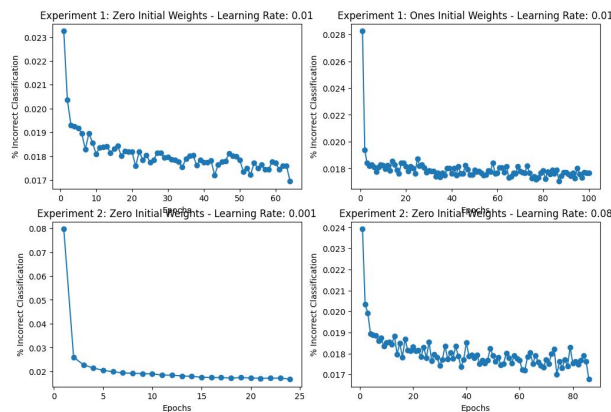 Experiment 1: Zero Initial Weights - Learning Rate: 0.01
% Incorrect Classification
0.023
0.022
0.021
0.020
0.019
0.018
0.017
0 10 20 30 40 50 60
Epochs
Experiment 1: Ones Initial Weights - Learning Rate: 0.01
% Incorrect Classification
0.028
0.026
0.024
0.022
0.020
0.018
0 20 40 60 80 100
Epochs
Experiment 2: Zero Initial Weights - Learning Rate: 0.001
% Incorrect Classification
0.08
0.07
0.06
0.05
0.04
0.03
0.02
0 5 10 15 20 25
Epochs
Experiment 2: Zero Initial Weights - Learning Rate: 0.08
% Incorrect Classification
0.024
0.023
0.022
0.021
0.020
0.019
0.018
0.017
0 20 40 60 80
Epochs